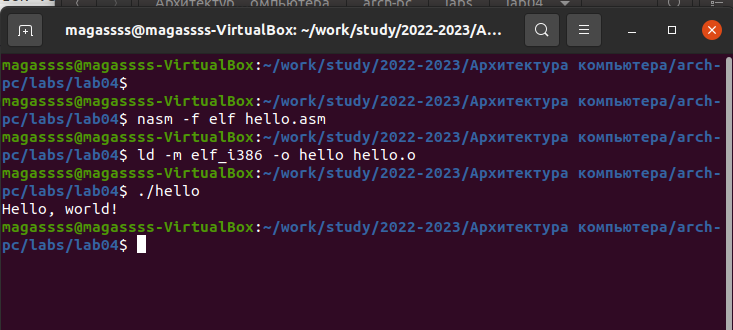 magassss@magassss-VirtualBox: ~/work/study/2022-2023/А...
magassss@magassss-VirtualBox:~/work/study/2022-2023/Архитектура компьютера/arch-
pc/labs/lab04$
magassss@magassss-VirtualBox:~/work/study/2022-2023/Архитектура компьютера/arch-
pc/labs/lab04$ nasm -f elf hello.asm
magassss@magassss-VirtualBox:~/work/study/2022-2023/Архитектура компьютера/arch-
pc/labs/lab04$ ld -m elf_i386 -o hello hello.o
magassss@magassss-VirtualBox:~/work/study/2022-2023/Архитектура компьютера/arch-
pc/labs/lab04$ ./hello
Hello, world!
magassss@magassss-VirtualBox:~/work/study/2022-2023/Архитектура компьютера/arch-
pc/labs/lab04$